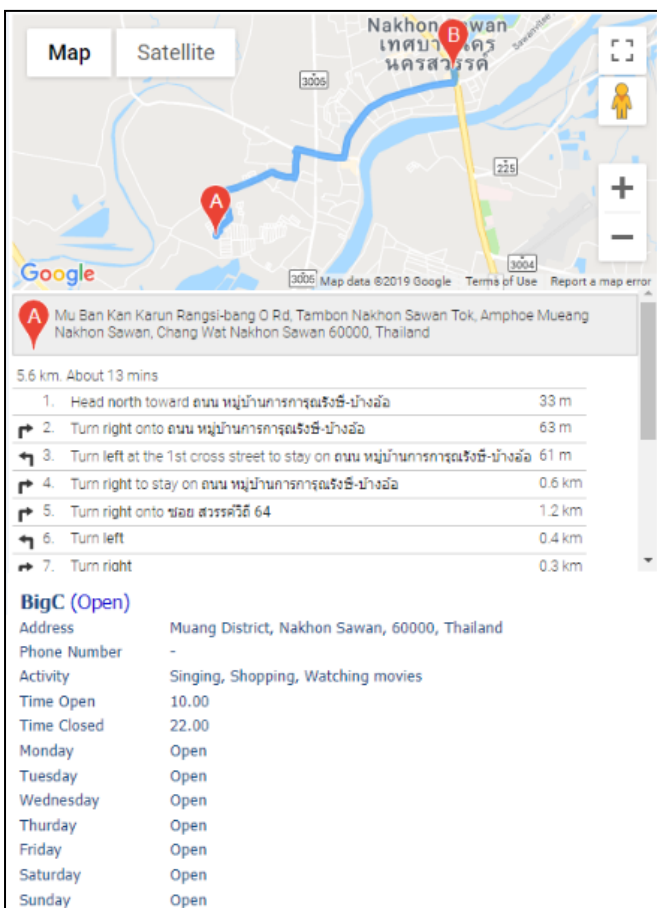 Map
Satellite
Nakhon Sawan
เทศบาลนคร
นครสวรรค์
3005
A
B
225
3004
Google
3005
Map data ©2019 Google
Terms of Use
Report a map error
A
Mu Ban Kan Karun Rangsi-bang O Rd, Tambon Nakhon Sawan Tok, Amphoe Mueang
Nakhon Sawan, Chang Wat Nakhon Sawan 60000, Thailand
5.6 km. About 13 mins
1. Head north toward ถนน หมู่บ้านการการุณรังษี-บ้างอ้อ 33 m
2. Turn right onto ถนน หมู่บ้านการการุณรังษี-บ้างอ้อ 63 m
3. Turn left at the 1st cross street to stay on ถนน หมู่บ้านการการุณรังษี-บ้างอ้อ 61 m
4. Turn right to stay on ถนน หมู่บ้านการการุณรังษี-บ้างอ้อ 0.6 km
5. Turn right onto ซอย สวรรค์วิถี 64 1.2 km
6. Turn left 0.4 km
7. Turn right 0.3 km
BigC (Open)
Address Muang District, Nakhon Sawan, 60000, Thailand
Phone Number -
Activity Singing, Shopping, Watching movies
Time Open 10.00
Time Closed 22.00
Monday Open
Tuesday Open
Wednesday Open
Thurday Open
Friday Open
Saturday Open
Sunday Open